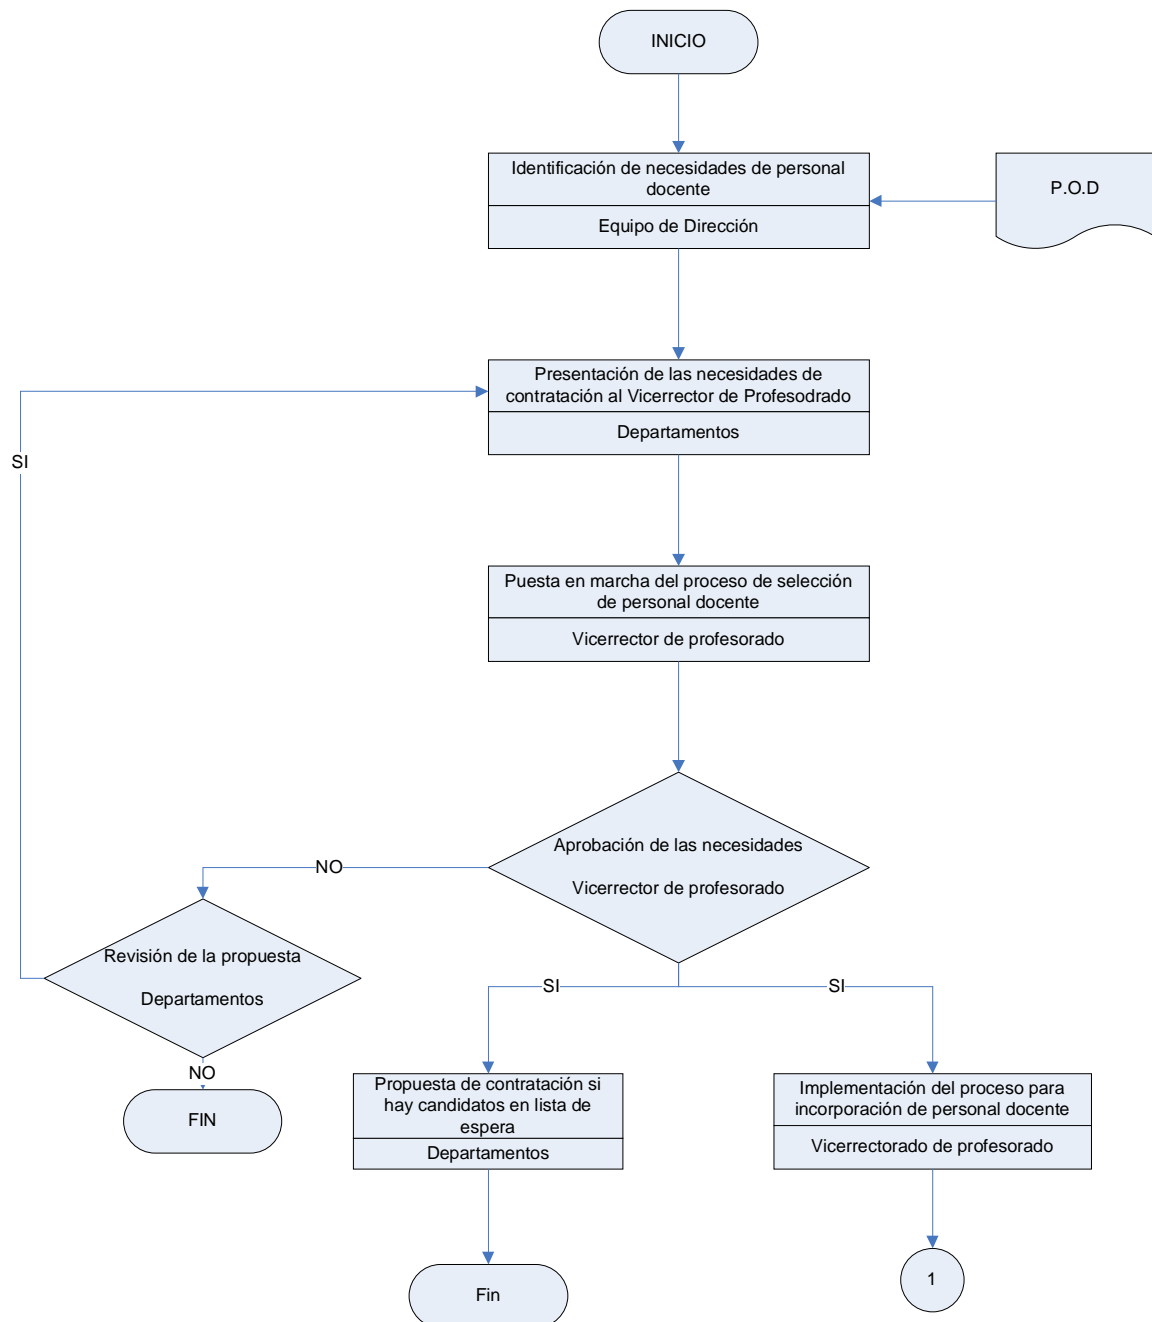 INICIO
Identificación de necesidades de personal
docente
Equipo de Dirección
P.O.D
Presentación de las necesidades de
contratación al Vicerrector de Profesodrado
Departamentos
SI
Puesta en marcha del proceso de selección
de personal docente
Vicerrector de profesorado
Aprobación de las necesidades
Vicerrector de profesorado
NO
Revisión de la propuesta
Departamentos
SI
SI
NO
FIN
Propuesta de contratación si
hay candidatos en lista de
espera
Departamentos
Implementación del proceso para
incorporación de personal docente
Vicerrectorado de profesorado
Fin
1